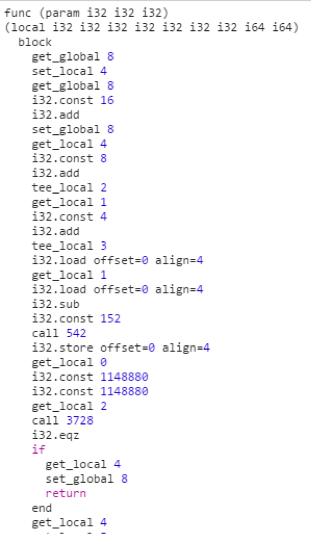 func (param i32 i32 i32)
(local i32 i32 i32 i32 i32 i32 i32 i64 i64)
block
get_global 8
set_local 4
get_global 8
i32.const 16
i32.add
set_global 8
get_local 4
i32.const 8
i32.add
tee_local 2
get_local 1
i32.const 4
i32.add
tee_local 3
i32.load offset=0 align=4
get_local 1
i32.load offset=0 align=4
i32.sub
i32.const 152
call 542
i32.store offset=0 align=4
get_local 0
i32.const 1148880
i32.const 1148880
get_local 2
call 3728
i32.eqz
if
get_local 4
set_global 8
return
end
get_local 4